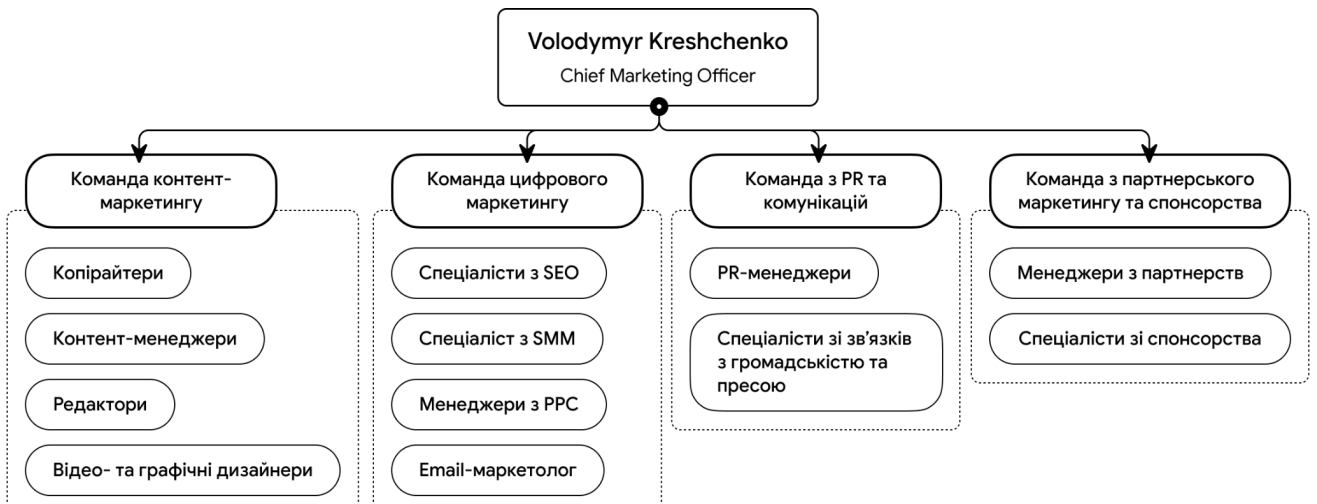 Volodymyr Kreshchenko
Chief Marketing Officer
Команда контент-
маркетингу
Копірайтери
Контент-менеджери
Редактори
Відео- та графічні дизайнери
Команда цифрового
маркетингу
Спеціалісти з SEO
Спеціаліст з SMM
Менеджери з PPC
Email-маркетолог
Команда з PR та
комунікацій
PR-менеджери
Спеціалісти зі зв’язків
з громадськістю та
пресою
Команда з партнерського
маркетингу та спонсорства
Менеджери з партнерств
Спеціалісти зі спонсорства